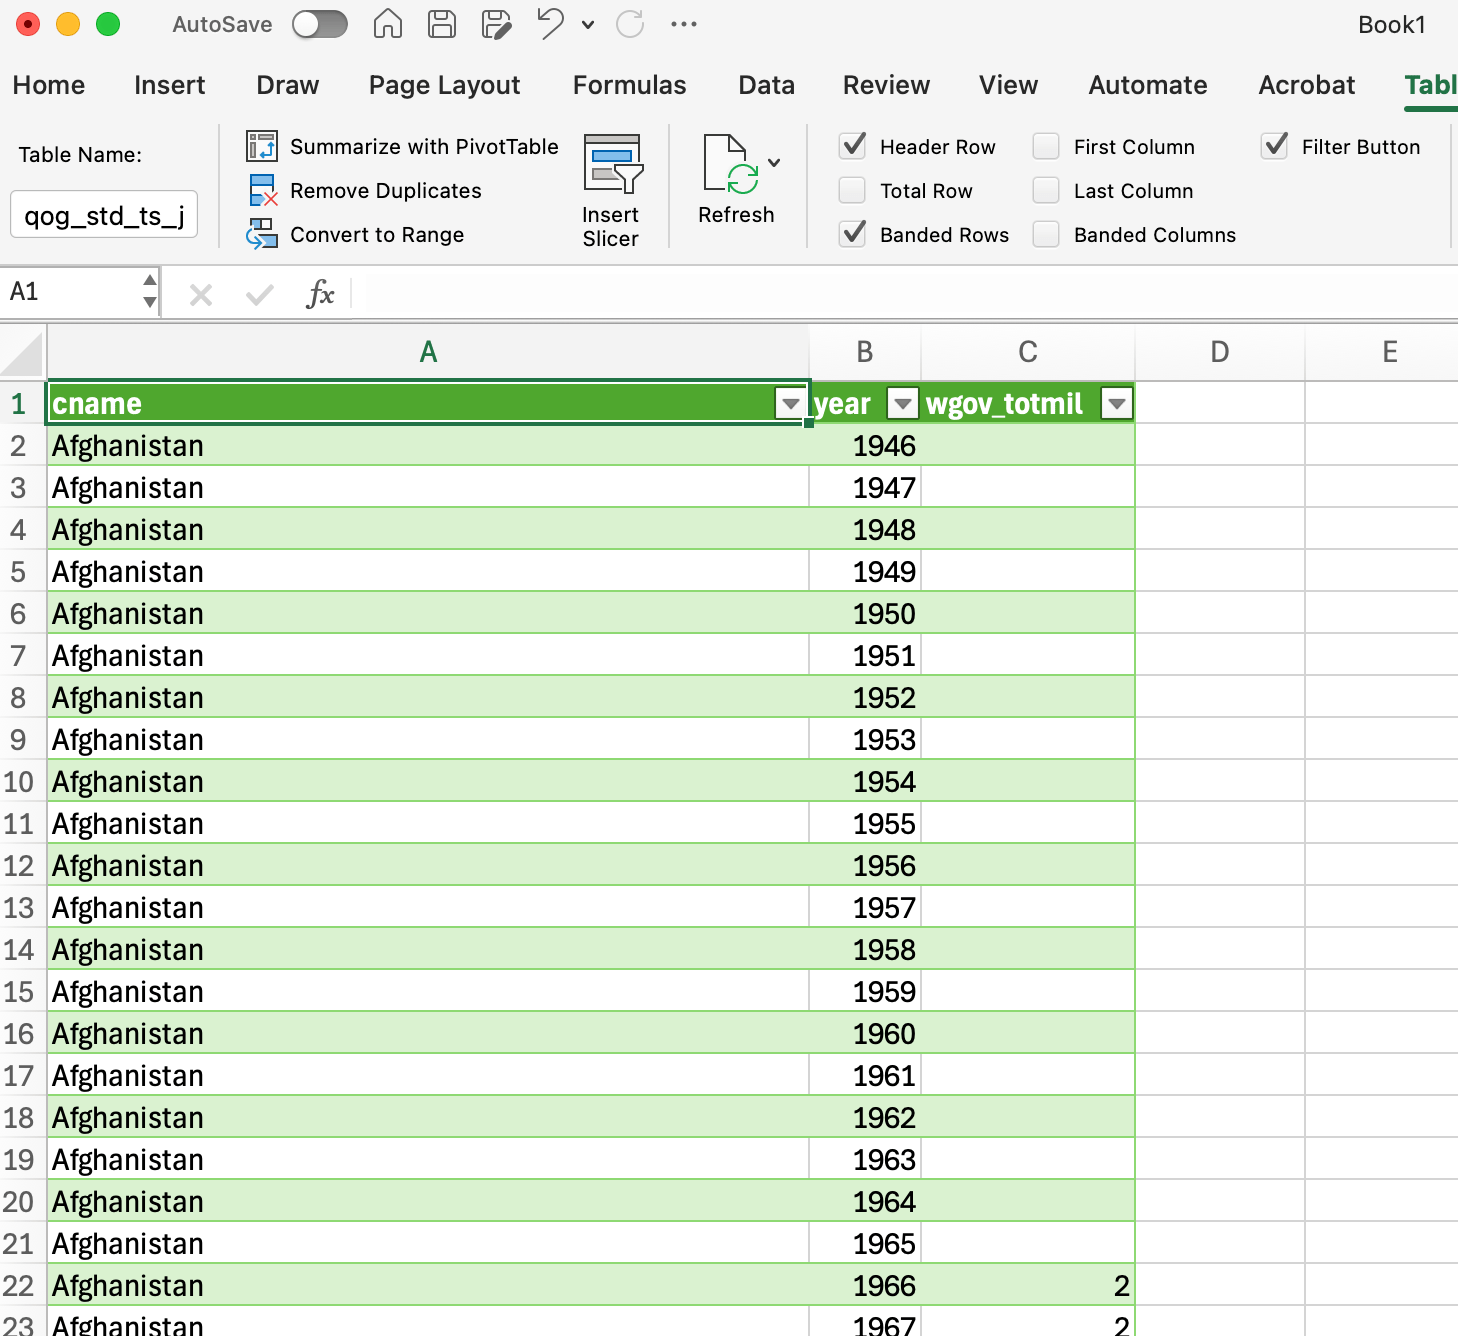 AutoSave Book1
Home Insert Draw Page Layout Formulas Data Review View Automate Acrobat Tabl
Table Name:
qog_std_ts_j
Summarize with PivotTable
Remove Duplicates
Convert to Range
Insert
Slicer
Refresh
Header Row First Column Filter Button
Total Row Last Column
Banded Rows Banded Columns
A1 fx
A B C D E
1 cname year wgov_totmil
2 Afghanistan 1946
3 Afghanistan 1947
4 Afghanistan 1948
5 Afghanistan 1949
6 Afghanistan 1950
7 Afghanistan 1951
8 Afghanistan 1952
9 Afghanistan 1953
10 Afghanistan 1954
11 Afghanistan 1955
12 Afghanistan 1956
13 Afghanistan 1957
14 Afghanistan 1958
15 Afghanistan 1959
16 Afghanistan 1960
17 Afghanistan 1961
18 Afghanistan 1962
19 Afghanistan 1963
20 Afghanistan 1964
21 Afghanistan 1965
22 Afghanistan 1966 2
23 Afghanistan 1967 2